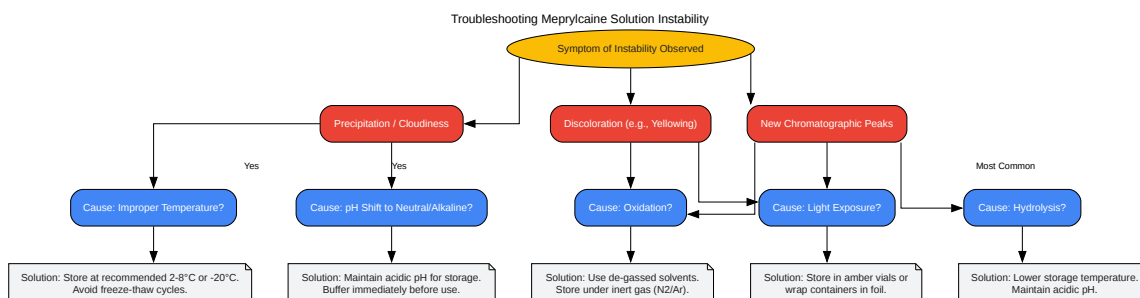 Troubleshooting Meprylcaine Solution Instability
Symptom of Instability Observed
Precipitation / Cloudiness
Discoloration (e.g., Yellowing)
New Chromatographic Peaks
Yes
Yes
Most Common
Cause: Improper Temperature?
Cause: pH Shift to Neutral/Alkaline?
Cause: Oxidation?
Cause: Light Exposure?
Cause: Hydrolysis?
Solution: Store at recommended 2-8°C or -20°C.
Avoid freeze-thaw cycles.
Solution: Maintain acidic pH for storage.
Buffer immediately before use.
Solution: Use de-gassed solvents.
Store under inert gas (N2/Ar).
Solution: Store in amber vials or
wrap containers in foil.
Solution: Lower storage temperature.
Maintain acidic pH.